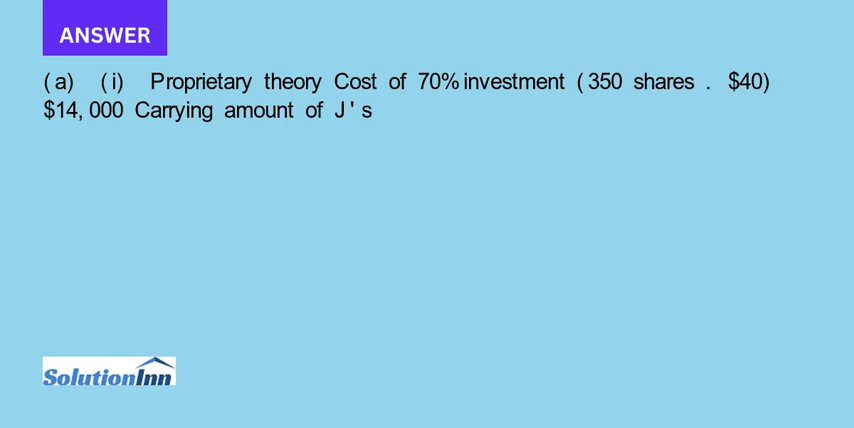 ANSWER
(a) (i) Proprietary theory Cost of 70% investment (350 shares . $40)
$14, 000 Carrying amount of J's
SolutionInn